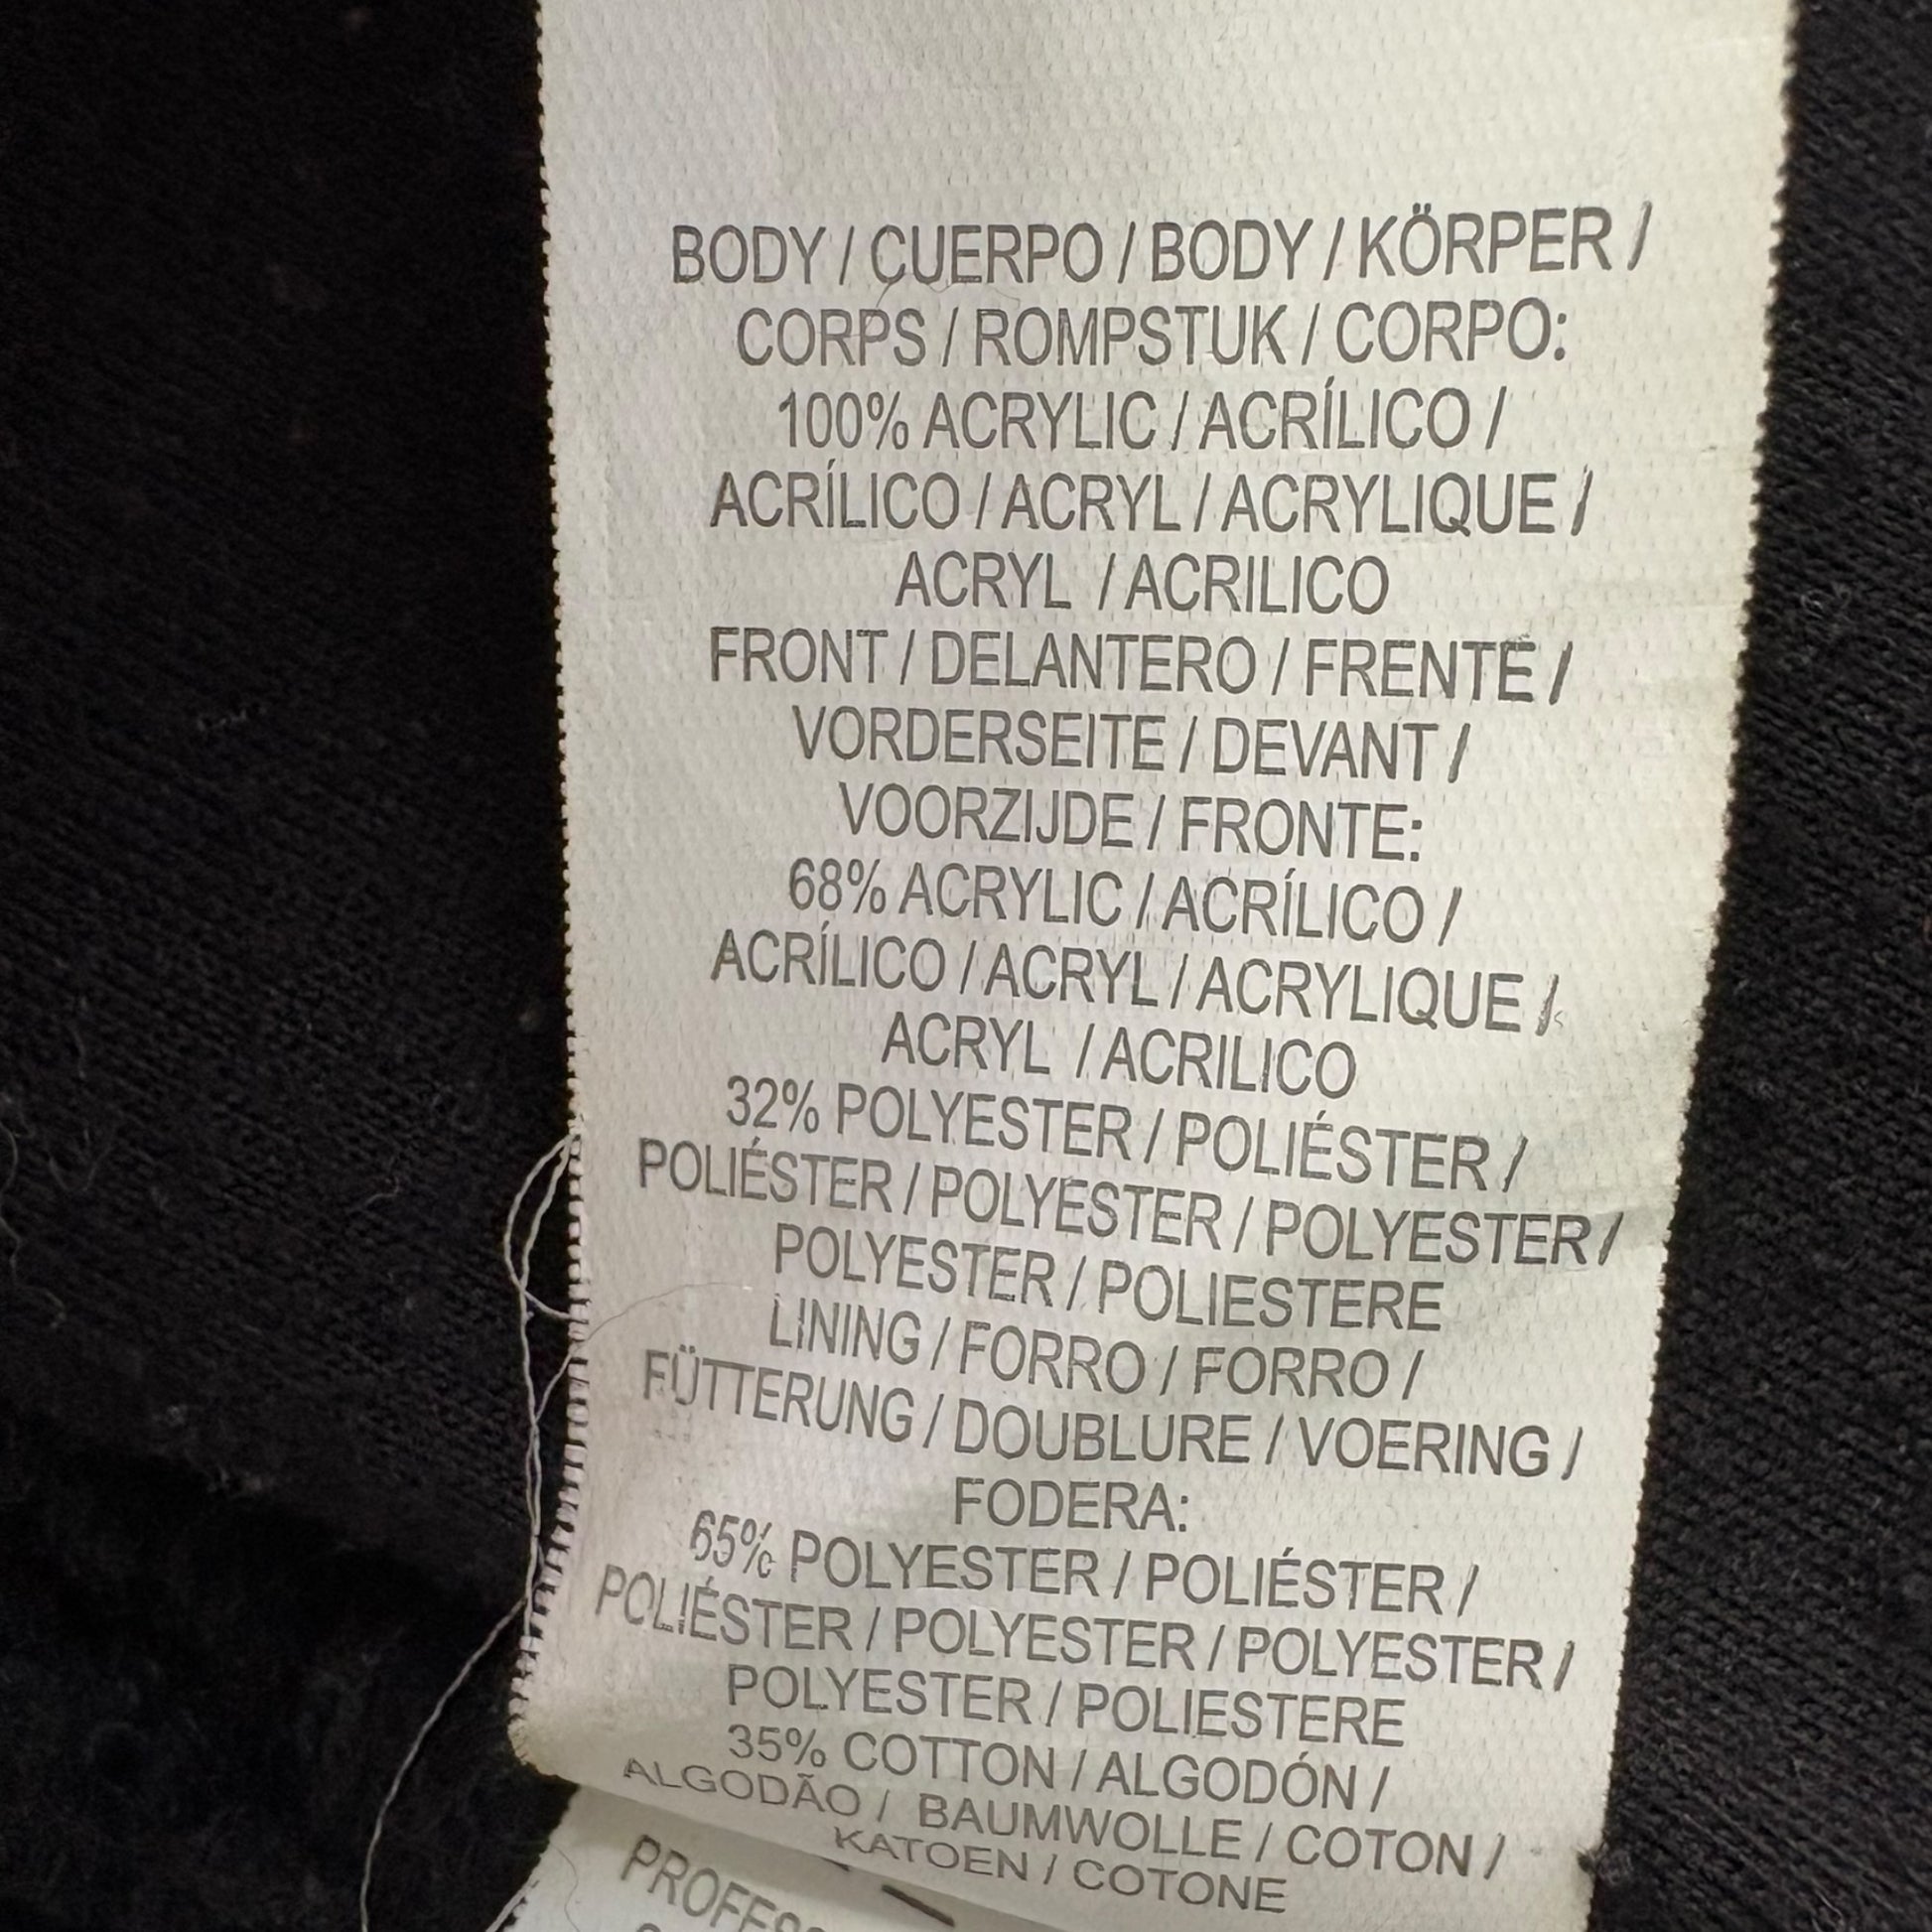 BODY / CUERPO / BODY / KÖRPER /
CORPS / ROMPSTUK / CORPO:
100% ACRYLIC / ACRÍLICO /
ACRÍLICO / ACRYL / ACRYLIQUE /
ACRYL / ACRILICO
FRONT / DELANTERO / FRENTE /
VORDERSEITE / DEVANT /
VOORZIJDE / FRONTE:
68% ACRYLIC / ACRÍLICO /
ACRÍLICO / ACRYL / ACRYLIQUE /
ACRYL / ACRILICO
32% POLYESTER / POLIÉSTER /
POLIÉSTER / POLYESTER / POLYESTER /
POLYESTER / POLIESTERE
LINING / FORRO / FORRO /
FÜTTERUNG / DOUBLURE / VOERING /
FODERA:
65% POLYESTER / POLIÉSTER /
POLIÉSTER / POLYESTER / POLYESTER /
POLYESTER / POLIESTERE
35% COTTON / ALGODÓN /
ALGODÃO / BAUMWOLLE / COTON /
KATOEN / COTONE